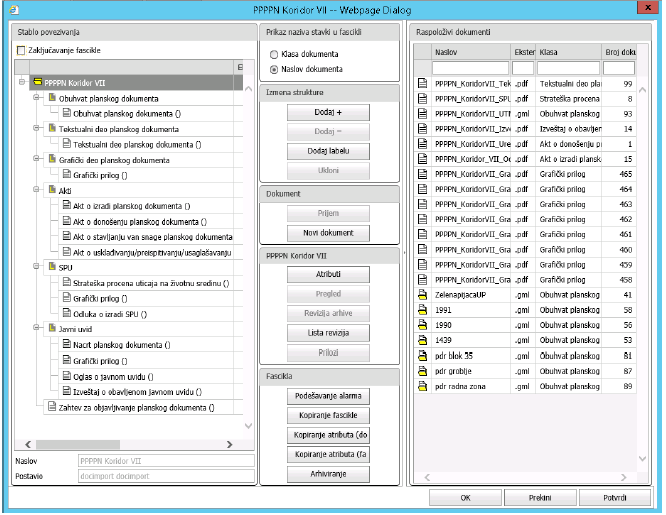 PPPPN Koridor VII -- Webpage Dialog
Stablo povezivanja
Zaključavanje fascikle
PPPPN Koridor VII
Obuhvat planskog dokumenta
Obuhvat planskog dokumenta ()
Tekstualni deo planskog dokumenta
Tekstualni deo planskog dokumenta ()
Grafički deo planskog dokumenta
Grafički prilog ()
Akti
Akt o izradi planskog dokumenta ()
Akt o donošenju planskog dokumenta ()
Akt o stavljanju van snage planskog dokumenta
Akt o usklađivanju/preispitivanju/usaglašavanju
SPU
Strateška procena uticaja na životnu sredinu ()
Grafički prilog ()
Odluka o izradi SPU ()
Javni uvid
Nacrt planskog dokumenta ()
Grafički prilog ()
Oglas o javnom uvidu ()
Izveštaj o obavljenom javnom uvidu ()
Zahtev za objavljivanje planskog dokumenta ()
Naslov PPPPN Koridor VII
Postavio docimport docimport
Prikaz naziva stavki u fascikli
Klasa dokumenta
Naslov dokumenta
Izmena strukture
Dodaj +
Dodaj −
Dodaj labelu
Ukloni
Dokument
Prijem
Novi dokument
PPPPN Koridor VII
Atributi
Pregled
Revizija arhive
Lista revizija
Prilozi
Fascikla
Podešavanje alarma
Kopiranje fascikle
Kopiranje atributa (do
Kopiranje atributa (fa
Arhiviranje
Raspoloživi dokumenti
Naslov Ekster Klasa Broj doku
PPPPN_KoridorVII_Tek .pdf Tekstualni deo pla 99
PPPPN_KoridorVII_SPU .pdf Strateška procena 8
PPPPN_KoridorVII_UTM .gml Obuhvat planskog 93
PPPPN_KoridorVII_Izve .pdf Izveštaj o obavljen 14
PPPPN_KoridorVII_Ure .pdf Akt o donošenju p 1
PPPPN_Koridor_VII_Oc .pdf Akt o izradi plansk 15
PPPPN_KoridorVII_Gra .pdf Grafički prilog 465
PPPPN_KoridorVII_Gra .pdf Grafički prilog 464
PPPPN_KoridorVII_Gra .pdf Grafički prilog 463
PPPPN_KoridorVII_Gra .pdf Grafički prilog 462
PPPPN_KoridorVII_Gra .pdf Grafički prilog 461
PPPPN_KoridorVII_Gra .pdf Grafički prilog 460
PPPPN_KoridorVII_Gra .pdf Grafički prilog 459
PPPPN_KoridorVII_Gra .pdf Grafički prilog 458
ZelenapijacaUP .gml Obuhvat planskog 41
1991 .gml Obuhvat planskog 58
1990 .gml Obuhvat planskog 56
1439 .gml Obuhvat planskog 53
pdr blok 35 .gml Obuhvat planskog 81
pdr groblje .gml Obuhvat planskog 87
pdr radna zona .gml Obuhvat planskog 89
OK Prekini Potvrdi